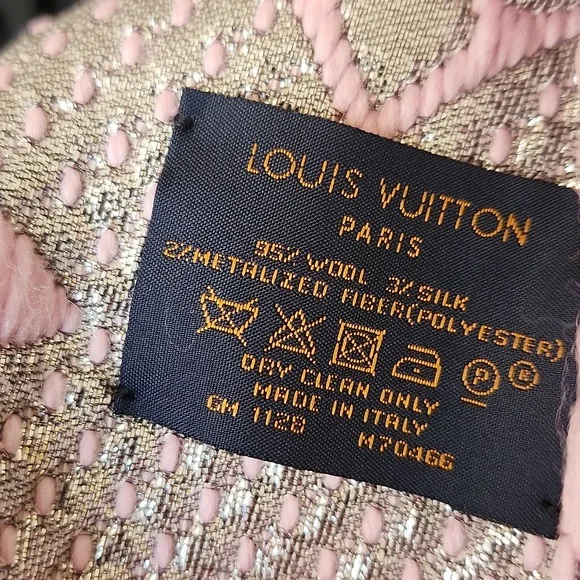 LOUIS VUITTON
PARIS
95% WOOL 3% SILK
2% METALIZED FIBER(POLYESTER)
P R
DRY CLEAN ONLY
MADE IN ITALY
GM 1128 M70466